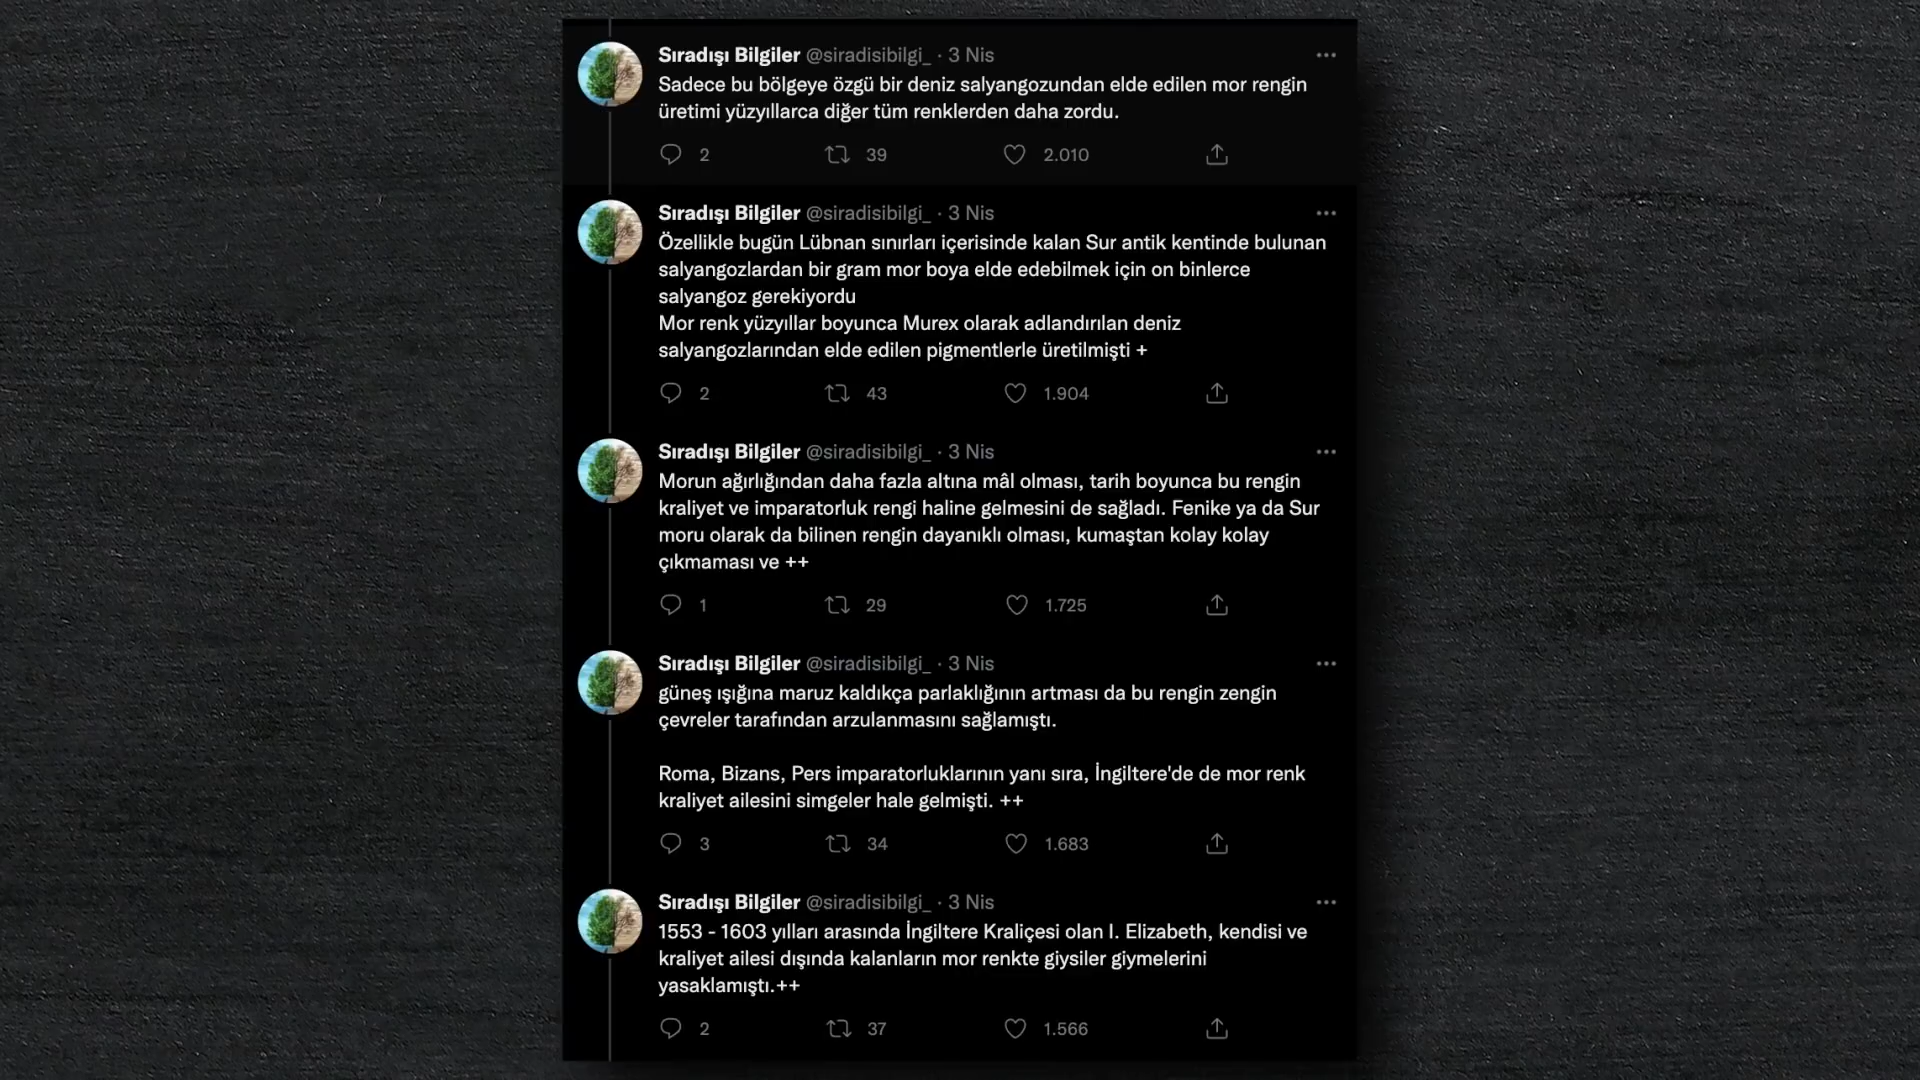 Sıradışı Bilgiler @siradisibilgi_ · 3 Nis
Sadece bu bölgeye özgü bir deniz salyangozundan elde edilen mor rengin
üretimi yüzyıllarca diğer tüm renklerden daha zordu.
2 39 2.010
Sıradışı Bilgiler @siradisibilgi_ · 3 Nis
Özellikle bugün Lübnan sınırları içerisinde kalan Sur antik kentinde bulunan
salyangozlardan bir gram mor boya elde edebilmek için on binlerce
salyangoz gerekiyordu
Mor renk yüzyıllar boyunca Murex olarak adlandırılan deniz
salyangozlarından elde edilen pigmentlerle üretilmişti +
2 43 1.904
Sıradışı Bilgiler @siradisibilgi_ · 3 Nis
Morun ağırlığından daha fazla altına mâl olması, tarih boyunca bu rengin
kraliyet ve imparatorluk rengi haline gelmesini de sağladı. Fenike ya da Sur
moru olarak da bilinen rengin dayanıklı olması, kumaştan kolay kolay
çıkmaması ve ++
1 29 1.725
Sıradışı Bilgiler @siradisibilgi_ · 3 Nis
güneş ışığına maruz kaldıkça parlaklığının artması da bu rengin zengin
çevreler tarafından arzulanmasını sağlamıştı.
Roma, Bizans, Pers imparatorluklarının yanı sıra, İngiltere'de de mor renk
kraliyet ailesini simgeler hale gelmişti. ++
3 34 1.683
Sıradışı Bilgiler @siradisibilgi_ · 3 Nis
1553 - 1603 yılları arasında İngiltere Kraliçesi olan I. Elizabeth, kendisi ve
kraliyet ailesi dışında kalanların mor renkte giysiler giymelerini
yasaklamıştı.++
2 37 1.566